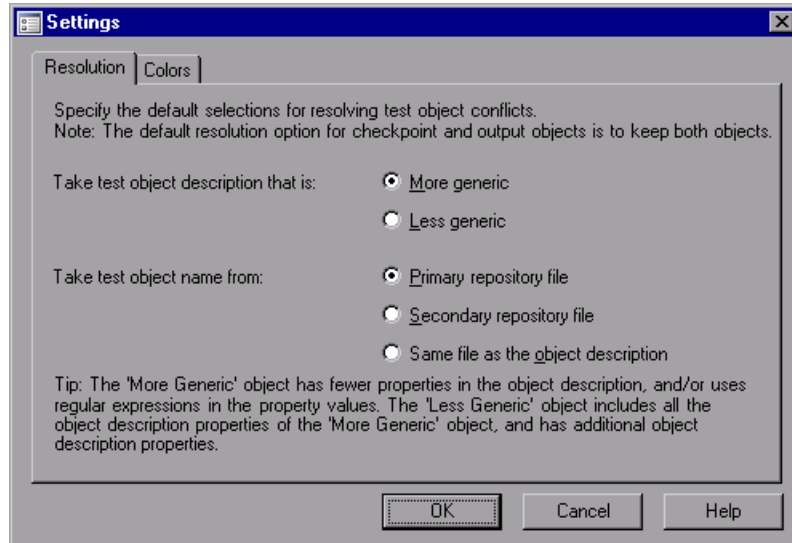 Settings
Resolution
Colors
Specify the default selections for resolving test object conflicts.
Note: The default resolution option for checkpoint and output objects is to keep both objects.
Take test object description that is:
More generic
Less generic
Take test object name from:
Primary repository file
Secondary repository file
Same file as the object description
Tip: The 'More Generic' object has fewer properties in the object description, and/or uses
regular expressions in the property values. The 'Less Generic' object includes all the
object description properties of the 'More Generic' object, and has additional object
description properties.
OK
Cancel
Help